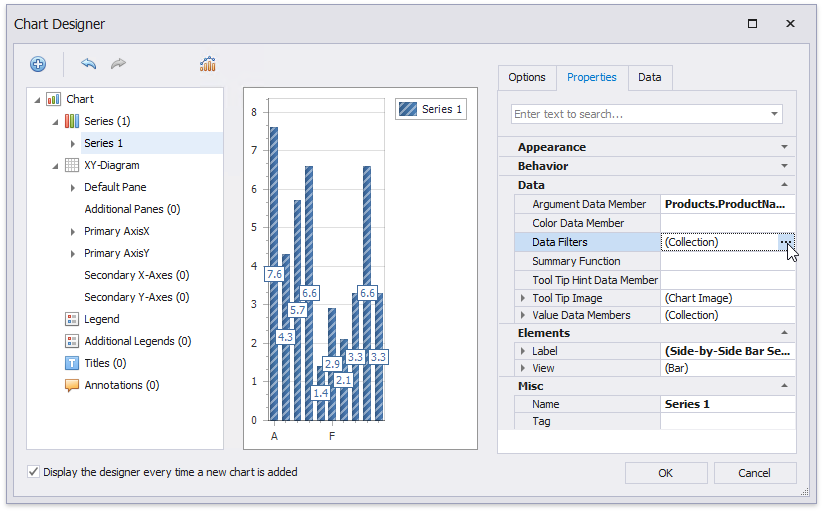 Chart Designer
Options
Properties
Data
Chart
Series (1)
Series 1
XY-Diagram
Default Pane
Additional Panes (0)
Primary AxisX
Primary AxisY
Secondary X-Axes (0)
Secondary Y-Axes (0)
Legend
Additional Legends (0)
Titles (0)
Annotations (0)
8
7
6
5
4
3
2
1
0
7.6
4.3
5.7
6.6
1.4
2.9
2.1
3.3
6.6
3.3
A
F
Series 1
Enter text to search...
Appearance
Behavior
Data
Argument Data Member Products.ProductNa...
Color Data Member
Data Filters (Collection) ...
Summary Function
Tool Tip Hint Data Member
Tool Tip Image (Chart Image)
Value Data Members (Collection)
Elements
Label (Side-by-Side Bar Se...
View (Bar)
Misc
Name Series 1
Tag
Display the designer every time a new chart is added
OK
Cancel